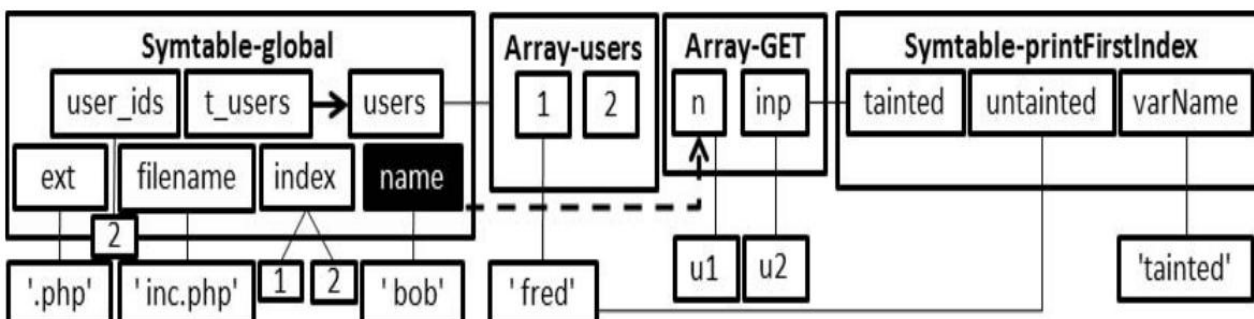 Symtable-global Array-users Array-GET Symtable-printFirstIndex
user_ids t_users users 1 2 n inp tainted untainted varName
ext filename index name
2
'.php' 'inc.php' 1 2 'bob' 'fred' u1 u2 'tainted'